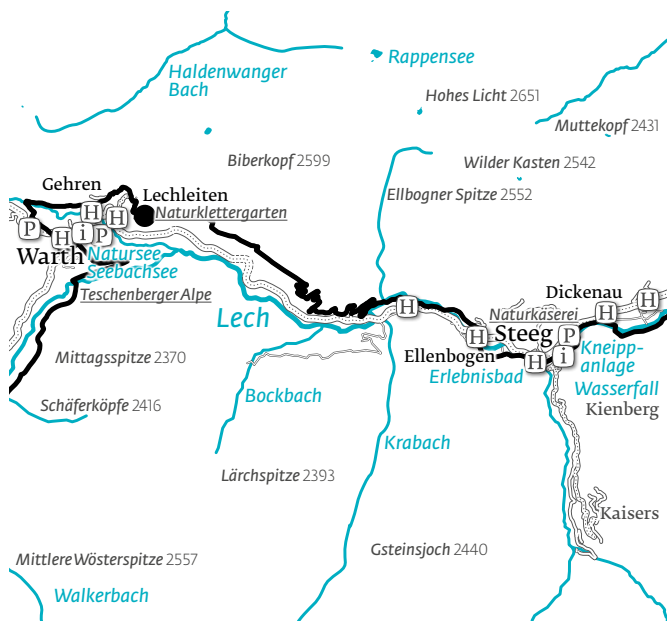 Rappensee
Haldenwanger
Bach
Hohes Licht 2651
Muttekopf 2431
Biberkopf 2599
Wilder Kasten 2542
Gehren
Lechleiten
Ellbogner Spitze 2552
Naturklettergarten
H
H
P
H
i
P
Warth
Natursee
Seebachsee
Teschenberger Alpe
Dickenau
H
H
H
Naturkäserei
Lech
H
Steeg
P
Mittagsspitze 2370
Ellenbogen
H
i
Kneipp-
anlage
Erlebnisbad
Wasserfall
Bockbach
Schäferköpfe 2416
Kienberg
Krabach
Lärchspitze 2393
Kaisers
Gsteinsjoch 2440
Mittlere Wösterspitze 2557
Walkerbach